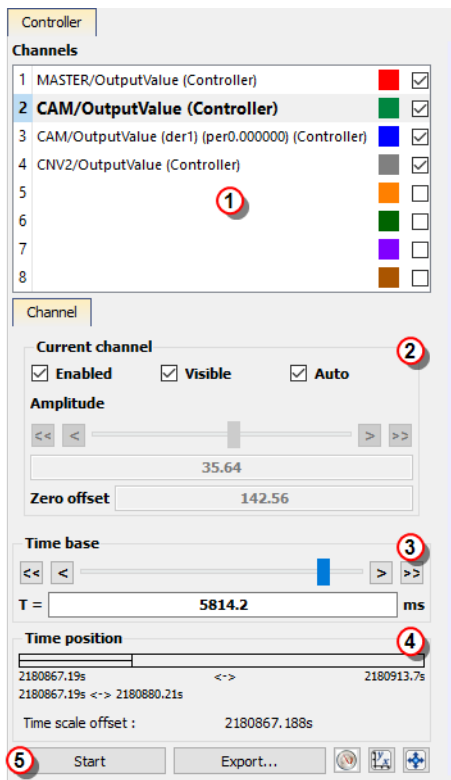 Controller
Channels
1 MASTER/OutputValue (Controller)
2 CAM/OutputValue (Controller)
3 CAM/OutputValue (der1) (per0.000000) (Controller)
4 CNV2/OutputValue (Controller)
5
1
6
7
8
Channel
Current channel
2
Enabled Visible Auto
Amplitude
<< < > >>
35.64
Zero offset 142.56
Time base
3
<< < > >>
T = 5814.2 ms
Time position
4
2180867.19s <-> 2180913.7s
2180867.19s <-> 2180880.21s
Time scale offset : 2180867.188s
5 Start Export... Y x